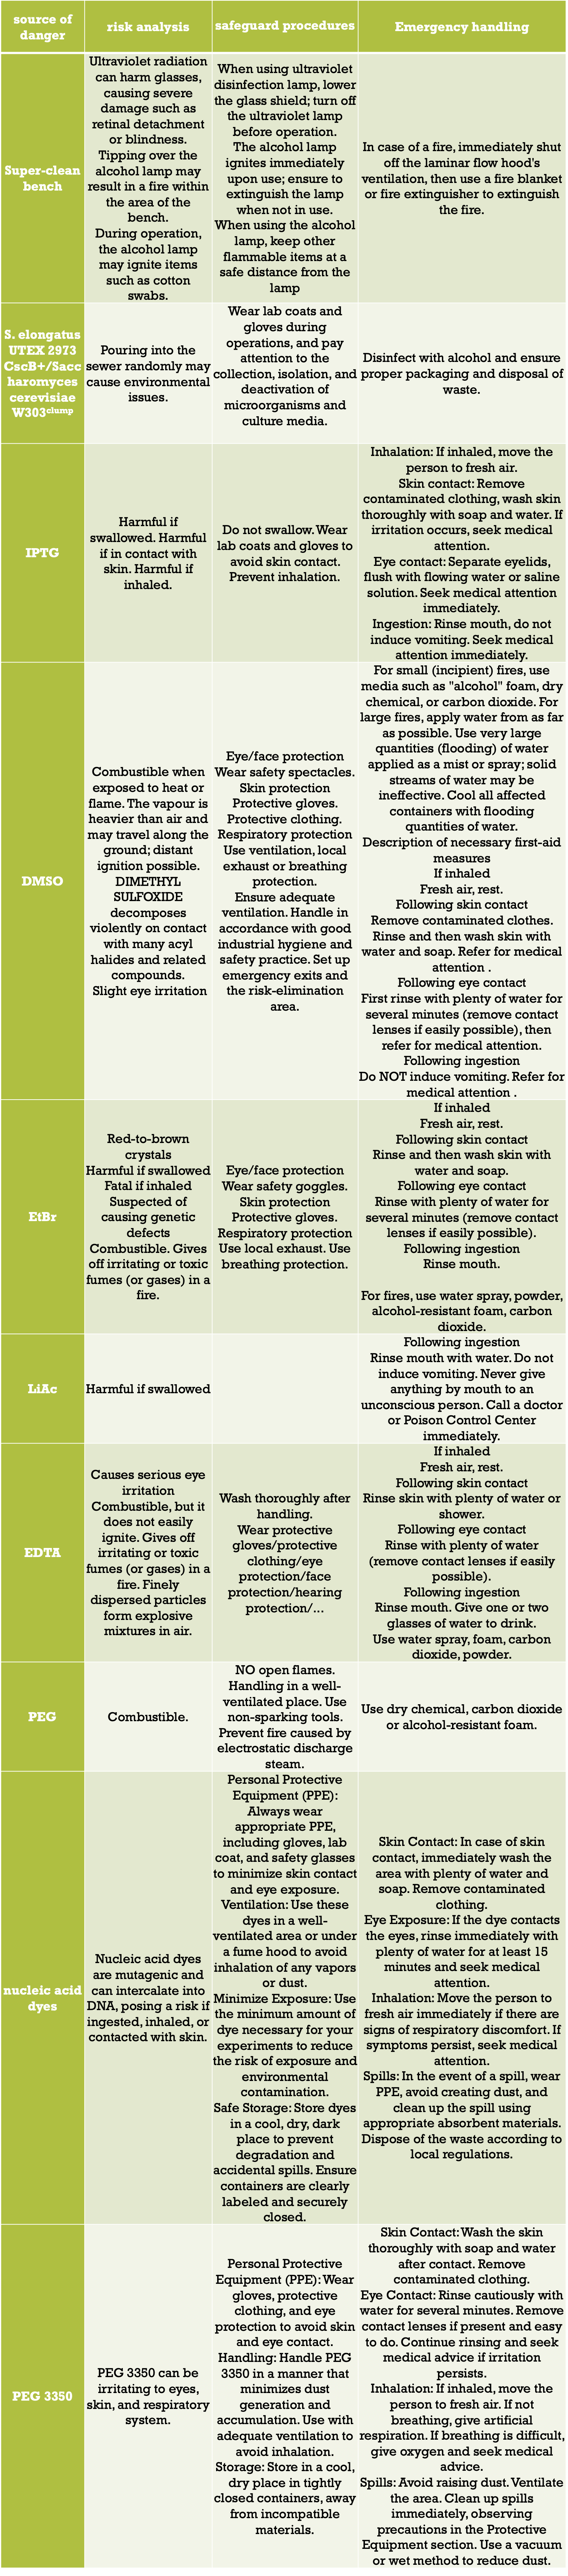 source of
danger
risk analysis
safeguard procedures
Emergency handling
Super-clean
bench
Ultraviolet radiation
can harm glasses,
causing severe
damage such as
retinal detachment
or blindness.
Tipping over the
alcohol lamp may
result in a fire within
the area of the
bench.
During operation,
the alcohol lamp
may ignite items
such as cotton
swabs.
When using ultraviolet
disinfection lamp, lower
the glass shield; turn off
the ultraviolet lamp
before operation.
The alcohol lamp
ignites immediately
upon use; ensure to
extinguish the lamp
when not in use.
When using the alcohol
lamp, keep other
flammable items at a
safe distance from the
lamp
In case of a fire, immediately shut
off the laminar flow hood's
ventilation, then use a fire blanket
or fire extinguisher to extinguish
the fire.
S. elongatus
UTEX 2973
CscB+/Sacc
haromyces
cerevisiae
W303clump
Pouring into the
sewer randomly may
cause environmental
issues.
Wear lab coats and
gloves during
operations, and pay
attention to the
collection, isolation, and
deactivation of
microorganisms and
culture media.
Disinfect with alcohol and ensure
proper packaging and disposal of
waste.
IPTG
Harmful if
swallowed. Harmful
if in contact with
skin. Harmful if
inhaled.
Do not swallow. Wear
lab coats and gloves to
avoid skin contact.
Prevent inhalation.
Inhalation: If inhaled, move the
person to fresh air.
Skin contact: Remove
contaminated clothing, wash skin
thoroughly with soap and water. If
irritation occurs, seek medical
attention.
Eye contact: Separate eyelids,
flush with flowing water or saline
solution. Seek medical attention
immediately.
Ingestion: Rinse mouth, do not
induce vomiting. Seek medical
attention immediately.
DMSO
Combustible when
exposed to heat or
flame. The vapour is
heavier than air and
may travel along the
ground; distant
ignition possible.
DIMETHYL
SULFOXIDE
decomposes
violently on contact
with many acyl
halides and related
compounds.
Slight eye irritation
Eye/face protection
Wear safety spectacles.
Skin protection
Protective gloves.
Protective clothing.
Respiratory protection
Use ventilation, local
exhaust or breathing
protection.
Ensure adequate
ventilation. Handle in
accordance with good
industrial hygiene and
safety practice. Set up
emergency exits and
the risk-elimination
area.
For small (incipient) fires, use
media such as "alcohol" foam, dry
chemical, or carbon dioxide. For
large fires, apply water from as far
as possible. Use very large
quantities (flooding) of water
applied as a mist or spray; solid
streams of water may be
ineffective. Cool all affected
containers with flooding
quantities of water.
Description of necessary first-aid
measures
If inhaled
Fresh air, rest.
Following skin contact
Remove contaminated clothes.
Rinse and then wash skin with
water and soap. Refer for medical
attention .
Following eye contact
First rinse with plenty of water for
several minutes (remove contact
lenses if easily possible), then
refer for medical attention.
Following ingestion
Do NOT induce vomiting. Refer for
medical attention .
EtBr
Red-to-brown
crystals
Harmful if swallowed
Fatal if inhaled
Suspected of
causing genetic
defects
Combustible. Gives
off irritating or toxic
fumes (or gases) in a
fire.
Eye/face protection
Wear safety goggles.
Skin protection
Protective gloves.
Respiratory protection
Use local exhaust. Use
breathing protection.
If inhaled
Fresh air, rest.
Following skin contact
Rinse and then wash skin with
water and soap.
Following eye contact
Rinse with plenty of water for
several minutes (remove contact
lenses if easily possible).
Following ingestion
Rinse mouth.
For fires, use water spray, powder,
alcohol-resistant foam, carbon
dioxide.
LiAc
Harmful if swallowed
Following ingestion
Rinse mouth with water. Do not
induce vomiting. Never give
anything by mouth to an
unconscious person. Call a doctor
or Poison Control Center
immediately.
EDTA
Causes serious eye
irritation
Combustible, but it
does not easily
ignite. Gives off
irritating or toxic
fumes (or gases) in a
fire. Finely
dispersed particles
form explosive
mixtures in air.
Wash thoroughly after
handling.
Wear protective
gloves/protective
clothing/eye
protection/face
protection/hearing
protection/...
If inhaled
Fresh air, rest.
Following skin contact
Rinse skin with plenty of water or
shower.
Following eye contact
Rinse with plenty of water
(remove contact lenses if easily
possible).
Following ingestion
Rinse mouth. Give one or two
glasses of water to drink.
Use water spray, foam, carbon
dioxide, powder.
PEG
Combustible.
NO open flames.
Handling in a well-
ventilated place. Use
non-sparking tools.
Prevent fire caused by
electrostatic discharge
steam.
Use dry chemical, carbon dioxide
or alcohol-resistant foam.
nucleic acid
dyes
Nucleic acid dyes
are mutagenic and
can intercalate into
DNA, posing a risk if
ingested, inhaled, or
contacted with skin.
Personal Protective
Equipment (PPE):
Always wear
appropriate PPE,
including gloves, lab
coat, and safety glasses
to minimize skin contact
and eye exposure.
Ventilation: Use these
dyes in a well-
ventilated area or under
a fume hood to avoid
inhalation of any vapors
or dust.
Minimize Exposure: Use
the minimum amount of
dye necessary for your
experiments to reduce
the risk of exposure and
environmental
contamination.
Safe Storage: Store dyes
in a cool, dry, dark
place to prevent
degradation and
accidental spills. Ensure
containers are clearly
labeled and securely
closed.
Skin Contact: In case of skin
contact, immediately wash the
area with plenty of water and
soap. Remove contaminated
clothing.
Eye Exposure: If the dye contacts
the eyes, rinse immediately with
plenty of water for at least 15
minutes and seek medical
attention.
Inhalation: Move the person to
fresh air immediately if there are
signs of respiratory discomfort. If
symptoms persist, seek medical
attention.
Spills: In the event of a spill, wear
PPE, avoid creating dust, and
clean up the spill using
appropriate absorbent materials.
Dispose of the waste according to
local regulations.
PEG 3350
PEG 3350 can be
irritating to eyes,
skin, and respiratory
system.
Personal Protective
Equipment (PPE): Wear
gloves, protective
clothing, and eye
protection to avoid skin
and eye contact.
Handling: Handle PEG
3350 in a manner that
minimizes dust
generation and
accumulation. Use with
adequate ventilation to
avoid inhalation.
Storage: Store in a cool,
dry place in tightly
closed containers, away
from incompatible
materials.
Skin Contact: Wash the skin
thoroughly with soap and water
after contact. Remove
contaminated clothing.
Eye Contact: Rinse cautiously with
water for several minutes. Remove
contact lenses if present and easy
to do. Continue rinsing and seek
medical advice if irritation
persists.
Inhalation: If inhaled, move the
person to fresh air. If not
breathing, give artificial
respiration. If breathing is difficult,
give oxygen and seek medical
advice.
Spills: Avoid raising dust. Ventilate
the area. Clean up spills
immediately, observing
precautions in the Protective
Equipment section. Use a vacuum
or wet method to reduce dust.